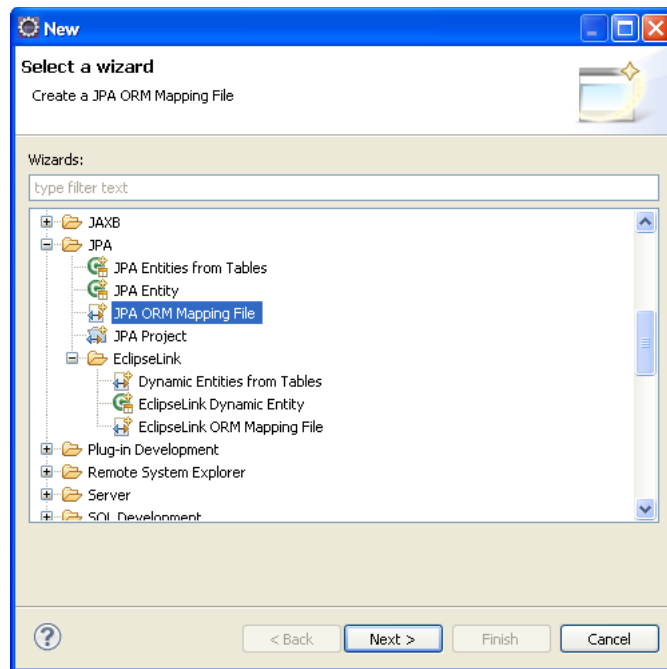 New
Select a wizard
Create a JPA ORM Mapping File
Wizards:
type filter text
JAXB
JPA
JPA Entities from Tables
JPA Entity
JPA ORM Mapping File
JPA Project
EclipseLink
Dynamic Entities from Tables
EclipseLink Dynamic Entity
EclipseLink ORM Mapping File
Plug-in Development
Remote System Explorer
Server
SQL Development
< Back Next > Finish Cancel